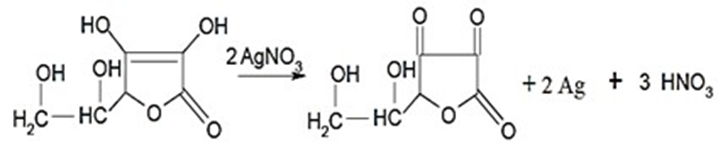 HO OH O O
OH OH 2 AgNO₃ OH OH + 2 Ag + 3 HNO₃
H₂C—HC O O H₂C—HC O O